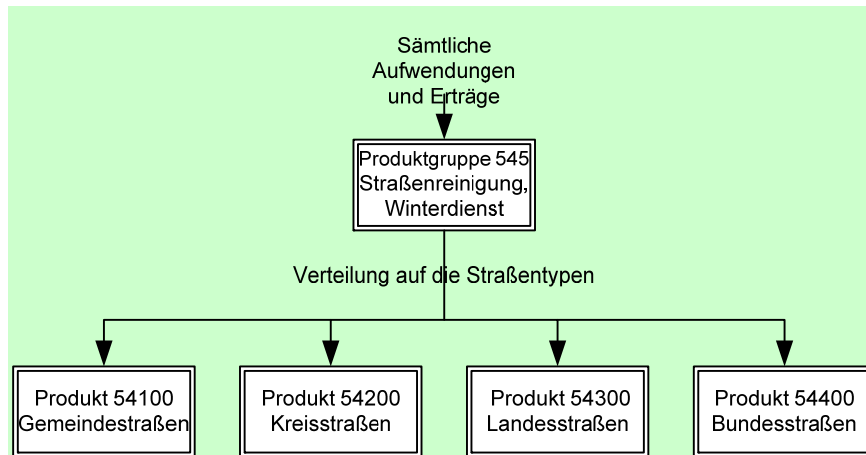 Sämtliche
Aufwendungen
und Erträge
Produktgruppe 545
Straßenreinigung,
Winterdienst
Verteilung auf die Straßentypen
Produkt 54100
Gemeindestraßen
Produkt 54200
Kreisstraßen
Produkt 54300
Landesstraßen
Produkt 54400
Bundesstraßen